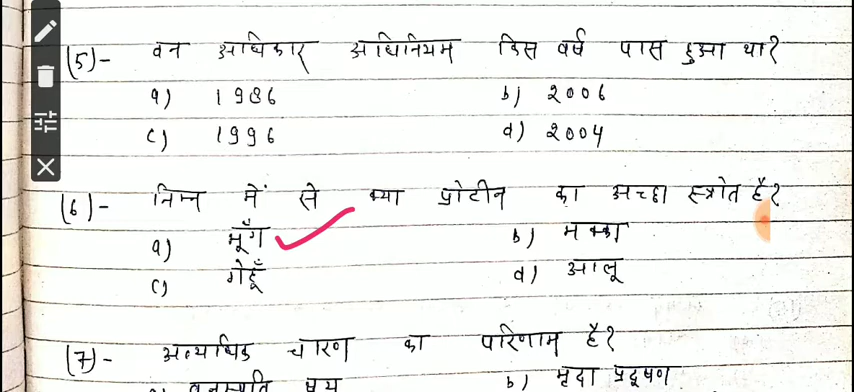 (5)- वन अधिकार अधिनियम किस वर्ष पास हुआ था?
a) 1986 b) 2006
c) 1996 d) 2004
(6)- निम्न में से क्या प्रोटीन का अच्छा स्त्रोत है?
a) मूँग b) मक्का
c) गेहूँ d) आलू
(7)- अत्यधिक चारण का परिणाम है?
b) मृदा प्रदूषण